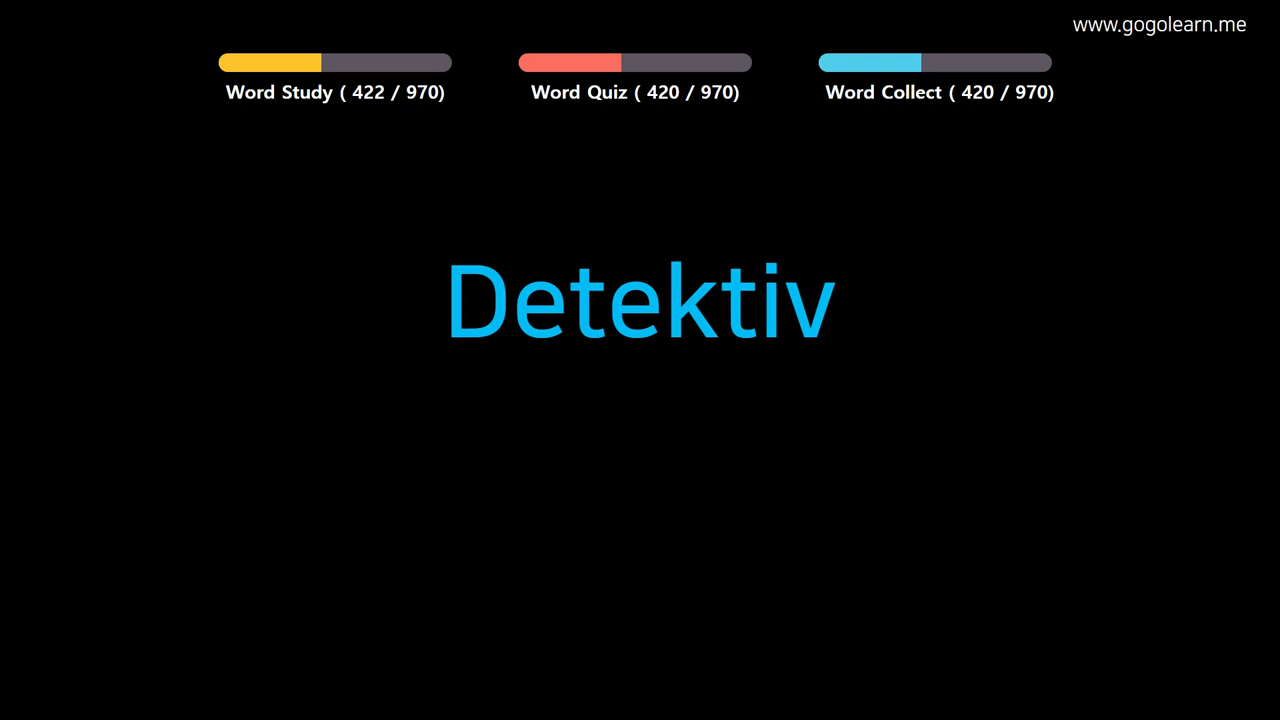 www.gogolearn.me
Word Study ( 422 / 970)
Word Quiz ( 420 / 970)
Word Collect ( 420 / 970)
Detektiv